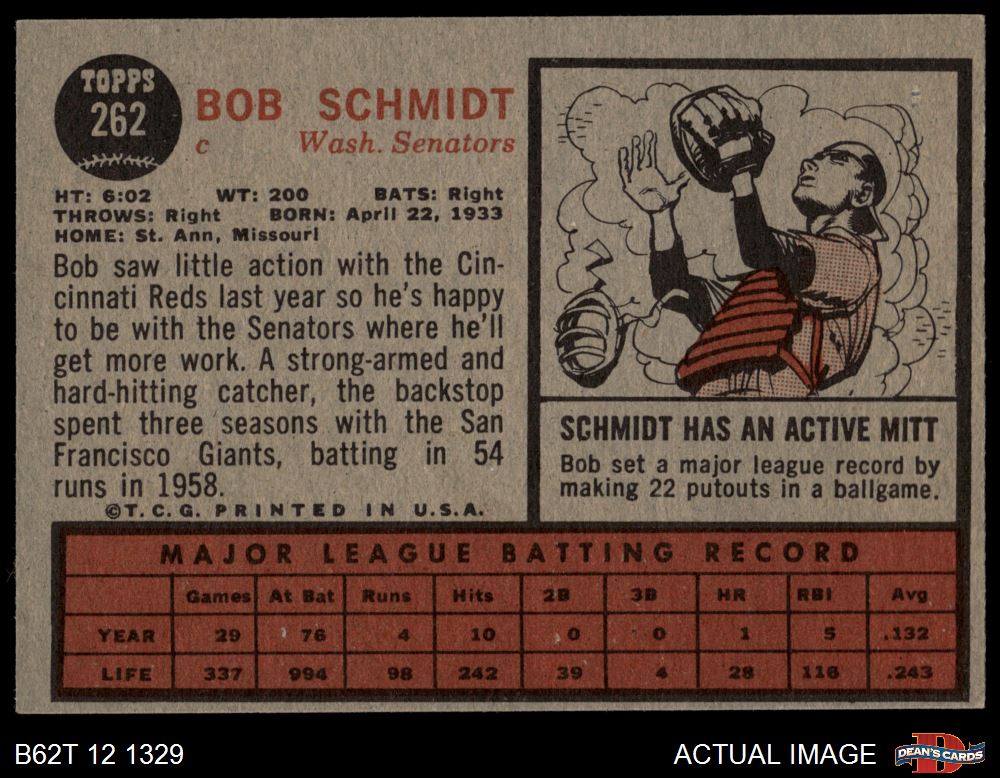 TOPPS
262
BOB SCHMIDT
c Wash. Senators
HT: 6:02 WT: 200 BATS: Right
THROWS: Right BORN: April 22, 1933
HOME: St. Ann, Missouri
Bob saw little action with the Cin-
cinnati Reds last year so he's happy
to be with the Senators where he'll
get more work. A strong-armed and
hard-hitting catcher, the backstop
spent three seasons with the San
Francisco Giants, batting in 54
runs in 1958.
©T.C.G. PRINTED IN U.S.A.
SCHMIDT HAS AN ACTIVE MITT
Bob set a major league record by
making 22 putouts in a ballgame.
MAJOR LEAGUE BATTING RECORD
Games At Bat Runs Hits 2B 3B HR RBI Avg
YEAR 29 76 4 10 0 0 1 5 .132
LIFE 337 994 98 242 39 4 28 116 .243
B62T 12 1329
ACTUAL IMAGE
DEAN'S CARDS